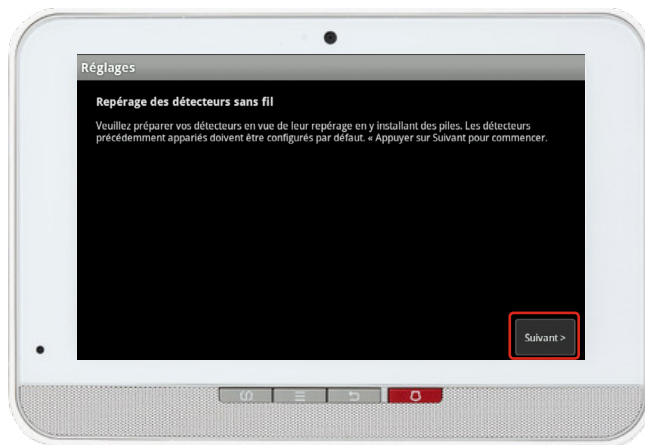 Réglages
Repérage des détecteurs sans fil
Veuillez préparer vos détecteurs en vue de leur repérage en y installant des piles. Les détecteurs
précédemment appariés doivent être configurés par défaut. « Appuyer sur Suivant pour commencer.
Suivant >